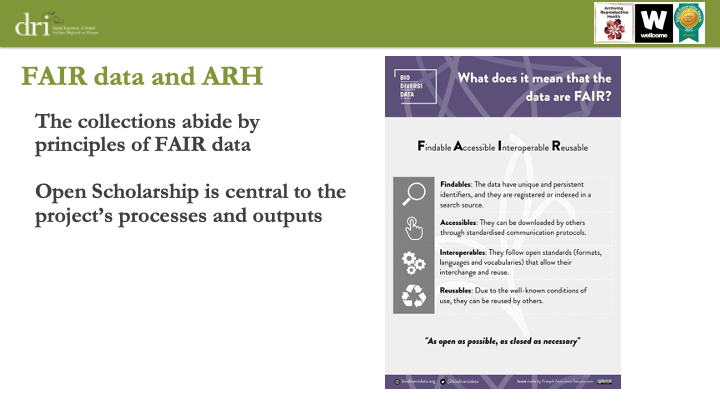 dri
Digital Repository of Ireland
Archiving
Reproductive
Health
W
wellcome
FAIR data and ARH
The collections abide by
principles of FAIR data
Open Scholarship is central to the
project's processes and outputs
BIO
DIVERSI
DATA
What does it mean that the
data are FAIR?
Findable Accessible Interoperable Reusable
Findables: The data have unique and persistent
identifiers, and they are registered or indexed in a
search source.
Accessibles: They can be downloaded by others
through standardised communication protocols.
Interoperables: They follow open standards (formats,
languages and vocabularies) that allow their
interchange and reuse.
Reusables: Due to the well-known conditions of
use, they can be reused by others.
"As open as possible, as closed as necessary"